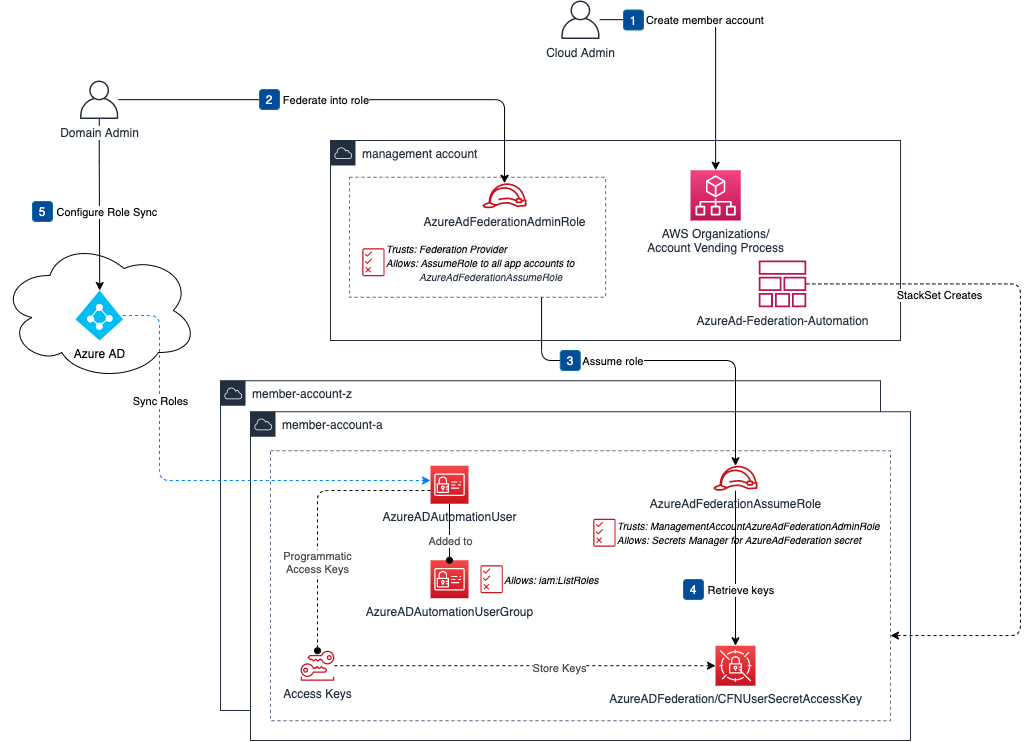 1 Create member account
Cloud Admin
2 Federate into role
Domain Admin
management account
5 Configure Role Sync
AzureAdFederationAdminRole
Trusts: Federation Provider
Allows: AssumeRole to all app accounts to
AzureAdFederationAssumeRole
AWS Organizations/
Account Vending Process
AzureAd-Federation-Automation
StackSet Creates
Azure AD
3 Assume role
Sync Roles
member-account-z
member-account-a
AzureADAutomationUser
Added to
Programmatic
Access Keys
Allows: iam:ListRoles
AzureADAutomationUserGroup
AzureAdFederationAssumeRole
Trusts: ManagementAccountAzureAdFederationAdminRole
Allows: Secrets Manager for AzureAdFederation secret
4 Retrieve keys
Access Keys
Store Keys
AzureADFederation/CFNUserSecretAccessKey